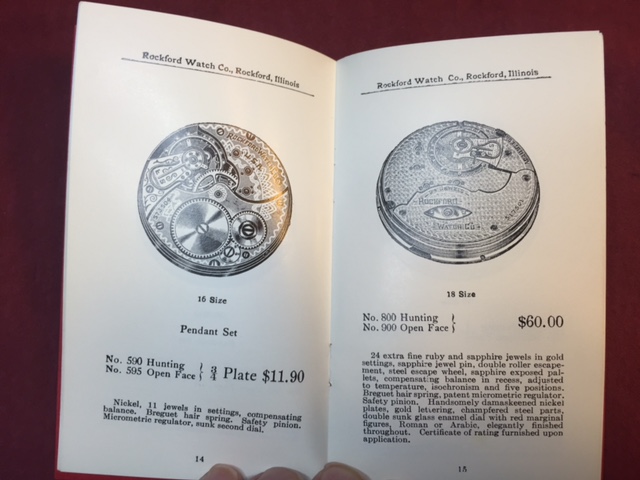 Rockford Watch Co., Rockford, Illinois
16 Size
Pendant Set
No. 590 Hunting
No. 595 Open Face
3/4 Plate $11.90
Nickel, 11 jewels in settings, compensating
balance. Breguet hair spring. Safety pinion.
Micrometric regulator, sunk second dial.
14
Rockford Watch Co., Rockford, Illinois
ROCKFORD
WATCH CO.
18 Size
No. 800 Hunting
No. 900 Open Face
$60.00
24 extra fine ruby and sapphire jewels in gold
settings, sapphire jewel pin, double roller escape-
ment, steel escape wheel, sapphire exposed pal-
lets, compensating balance in recess, adjusted
to temperature, isochronism and five positions.
Breguet hair spring, patent micrometric regulator.
Safety pinion. Handsomely damaskeened nickel
plates, gold lettering, champfered steel parts,
double sunk glass enamel dial with red marginal
figures, Roman or Arabic, elegantly finished
throughout. Certificate of rating furnished upon
application.
15